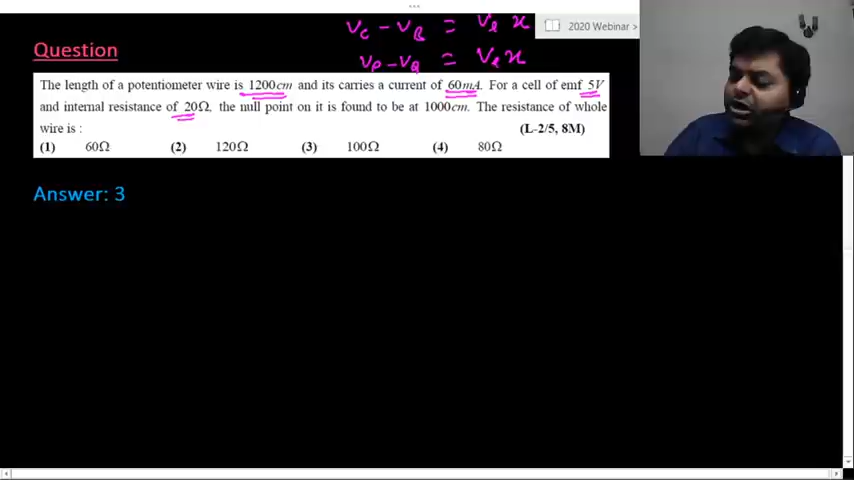 V_C - V_B = V_l x
2020 Webinar >
V_P - V_Q = V_l x
Question
The length of a potentiometer wire is 1200cm and its carries a current of 60mA. For a cell of emf 5V
and internal resistance of 20Ω, the null point on it is found to be at 1000cm. The resistance of whole
wire is :
(L-2/5, 8M)
(1) 60Ω (2) 120Ω (3) 100Ω (4) 80Ω
Answer: 3